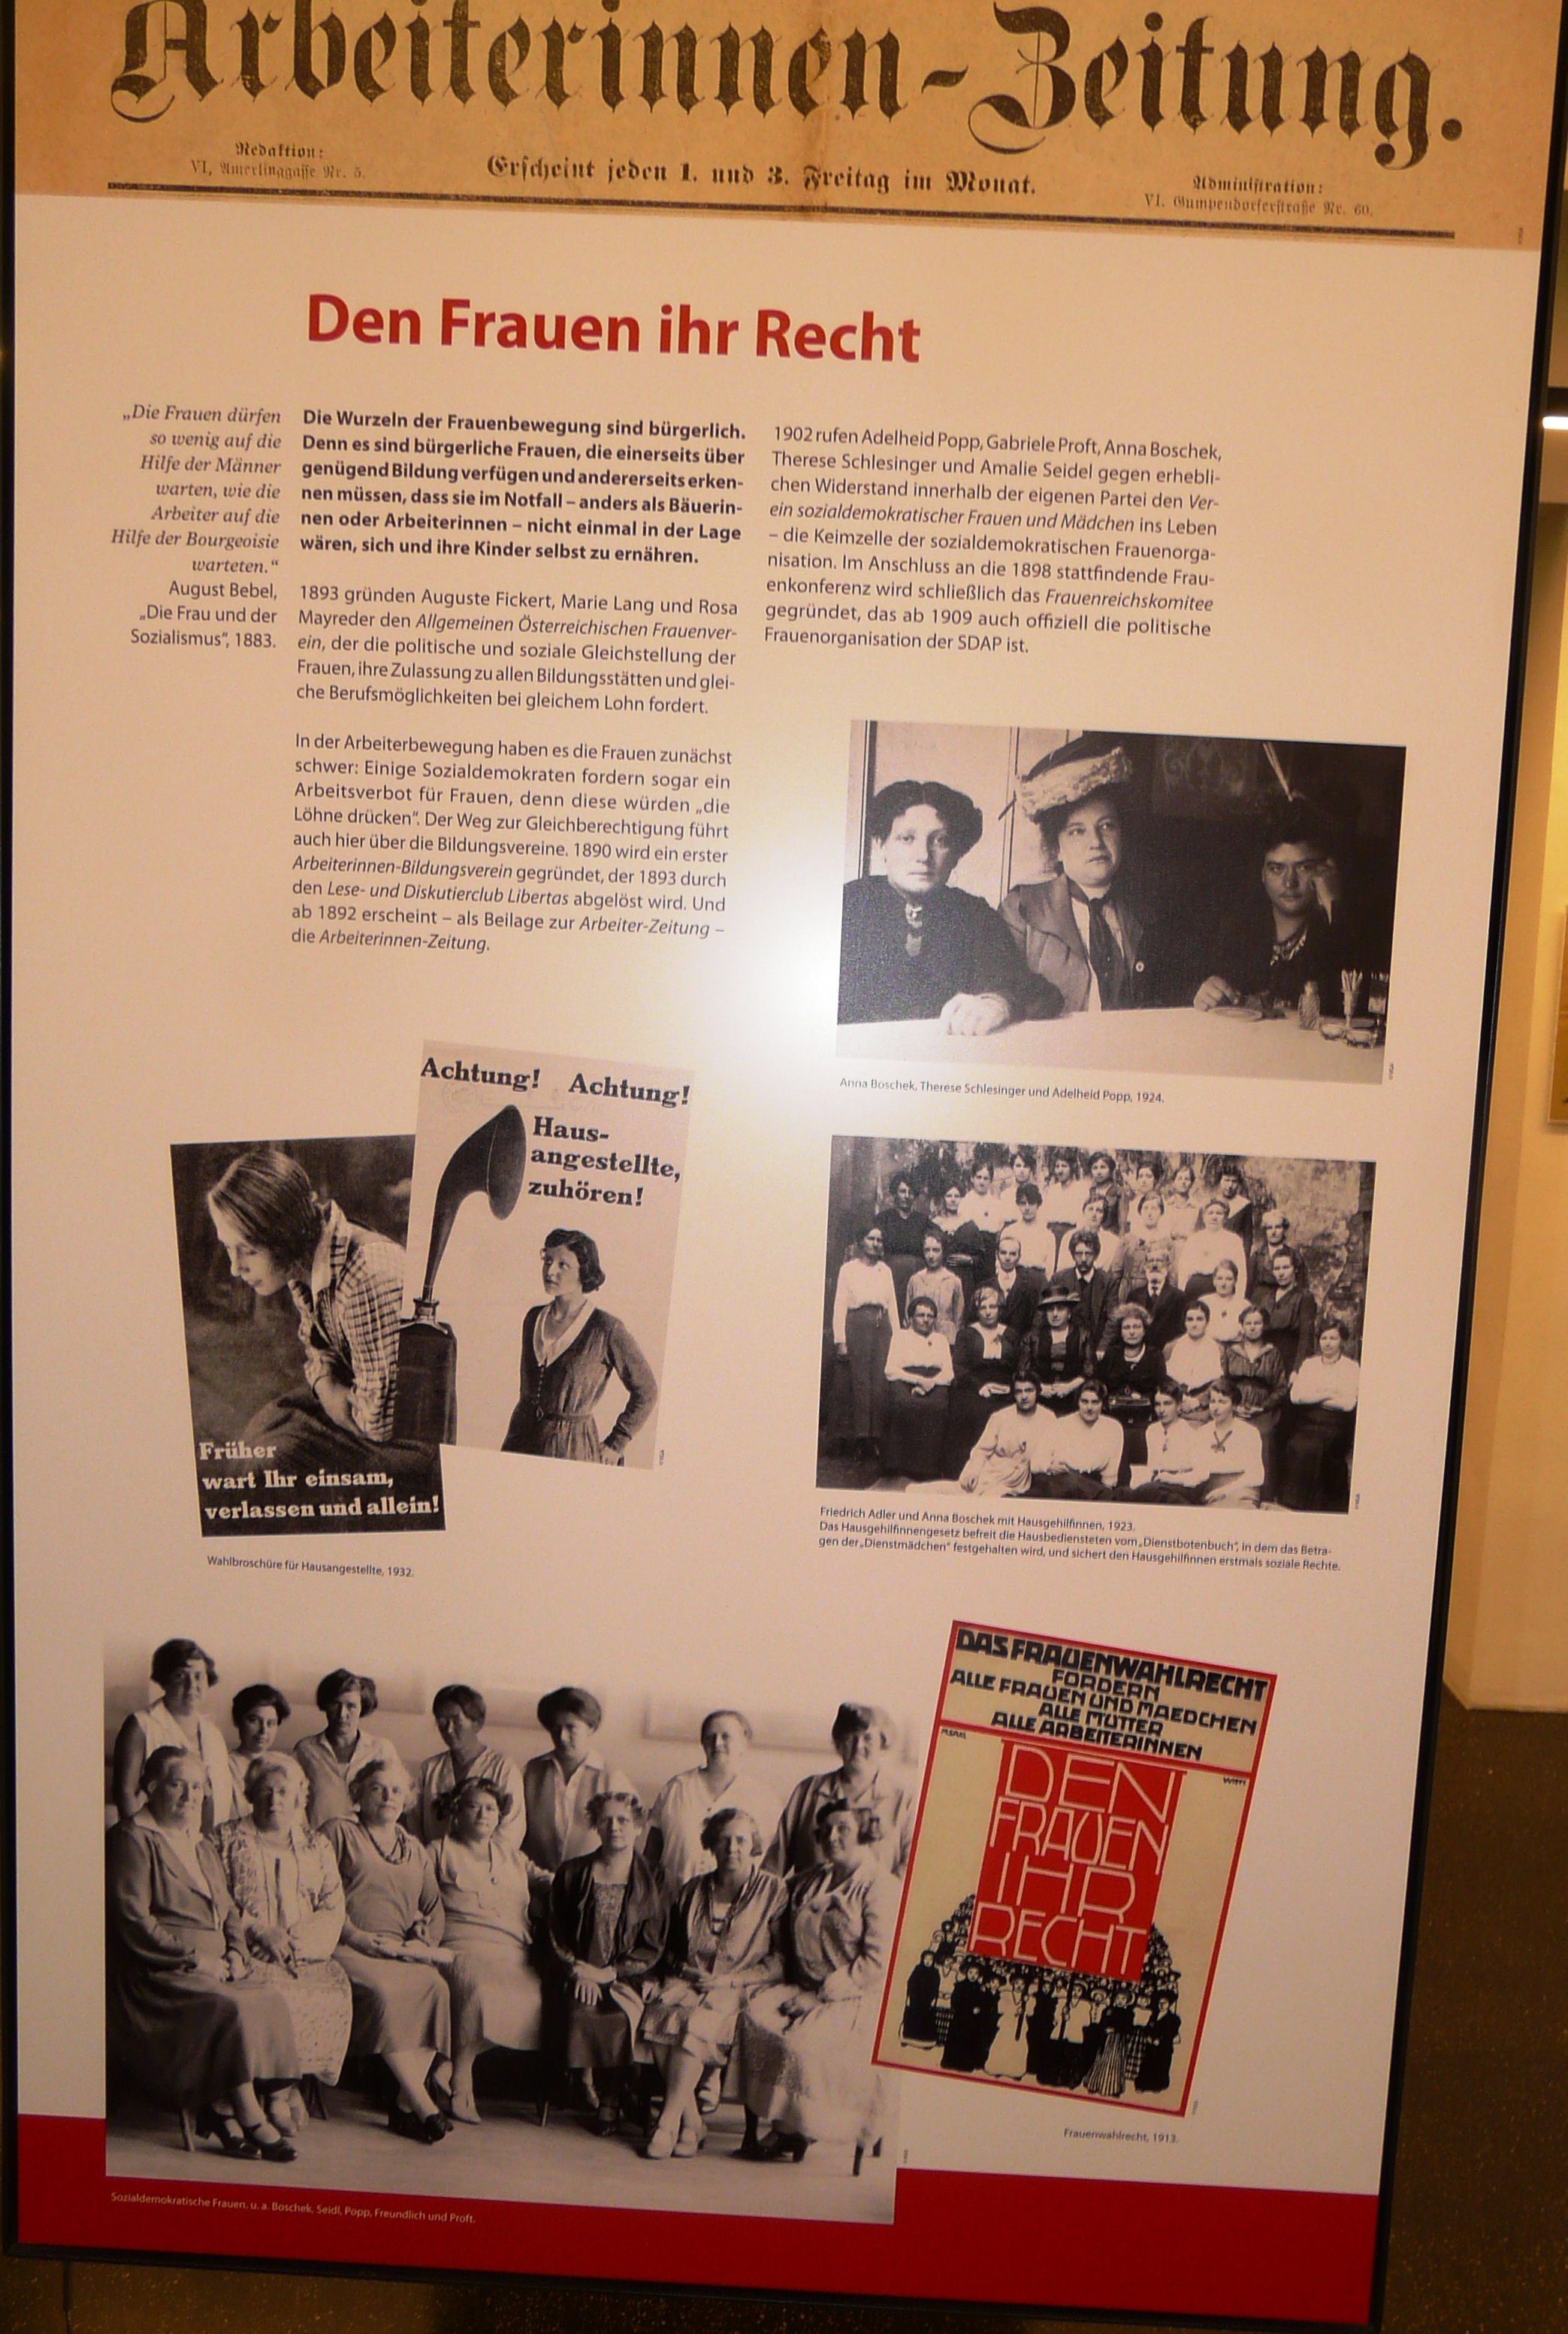 Arbeiterinnen-Zeitung.
Redaktion:
VI, Amerlinggasse Nr. 5.
Erscheint jeden 1. und 3. Freitag im Monat.
Administration:
VI. Gumpendorferstraße Nr. 60.
Den Frauen ihr Recht
„Die Frauen dürfen
so wenig auf die
Hilfe der Männer
warten, wie die
Arbeiter auf die
Hilfe der Bourgeoisie
warteten.“
August Bebel,
„Die Frau und der
Sozialismus“, 1883.
Die Wurzeln der Frauenbewegung sind bürgerlich.
Denn es sind bürgerliche Frauen, die einerseits über
genügend Bildung verfügen und andererseits erken-
nen müssen, dass sie im Notfall – anders als Bäuerin-
nen oder Arbeiterinnen – nicht einmal in der Lage
wären, sich und ihre Kinder selbst zu ernähren.
1893 gründen Auguste Fickert, Marie Lang und Rosa
Mayreder den Allgemeinen Österreichischen Frauenver-
ein, der die politische und soziale Gleichstellung der
Frauen, ihre Zulassung zu allen Bildungsstätten und glei-
che Berufsmöglichkeiten bei gleichem Lohn fordert.
In der Arbeiterbewegung haben es die Frauen zunächst
schwer: Einige Sozialdemokraten fordern sogar ein
Arbeitsverbot für Frauen, denn diese würden „die
Löhne drücken“. Der Weg zur Gleichberechtigung führt
auch hier über die Bildungsvereine. 1890 wird ein erster
Arbeiterinnen-Bildungsverein gegründet, der 1893 durch
den Lese- und Diskutierclub Libertas abgelöst wird. Und
ab 1892 erscheint – als Beilage zur Arbeiter-Zeitung –
die Arbeiterinnen-Zeitung.
1902 rufen Adelheid Popp, Gabriele Proft, Anna Boschek,
Therese Schlesinger und Amalie Seidel gegen erhebli-
chen Widerstand innerhalb der eigenen Partei den Ver-
ein sozialdemokratischer Frauen und Mädchen ins Leben
– die Keimzelle der sozialdemokratischen Frauenorga-
nisation. Im Anschluss an die 1898 stattfindende Frau-
enkonferenz wird schließlich das Frauenreichskomitee
gegründet, das ab 1909 auch offiziell die politische
Frauenorganisation der SDAP ist.
Anna Boschek, Therese Schlesinger und Adelheid Popp, 1924.
Achtung! Achtung!
Haus-
angestellte,
zuhören!
Früher
wart Ihr einsam,
verlassen und allein!
Wahlbroschüre für Hausangestellte, 1932.
Friedrich Adler und Anna Boschek mit Hausgehilfinnen, 1923.
Das Hausgehilfinnengesetz befreit die Hausbediensteten vom „Dienstbotenbuch“, in dem das Betra-
gen der „Dienstmädchen“ festgehalten wird, und sichert den Hausgehilfinnen erstmals soziale Rechte.
DAS FRAUENWAHLRECHT
FORDERN
ALLE FRAUEN UND MAEDCHEN
ALLE MÜTTER
ALLE ARBEITERINNEN
DEN
FRAUEN
IHR
RECHT
Frauenwahlrecht, 1913.
Sozialdemokratische Frauen, u. a. Boschek, Seidl, Popp, Freundlich und Proft.